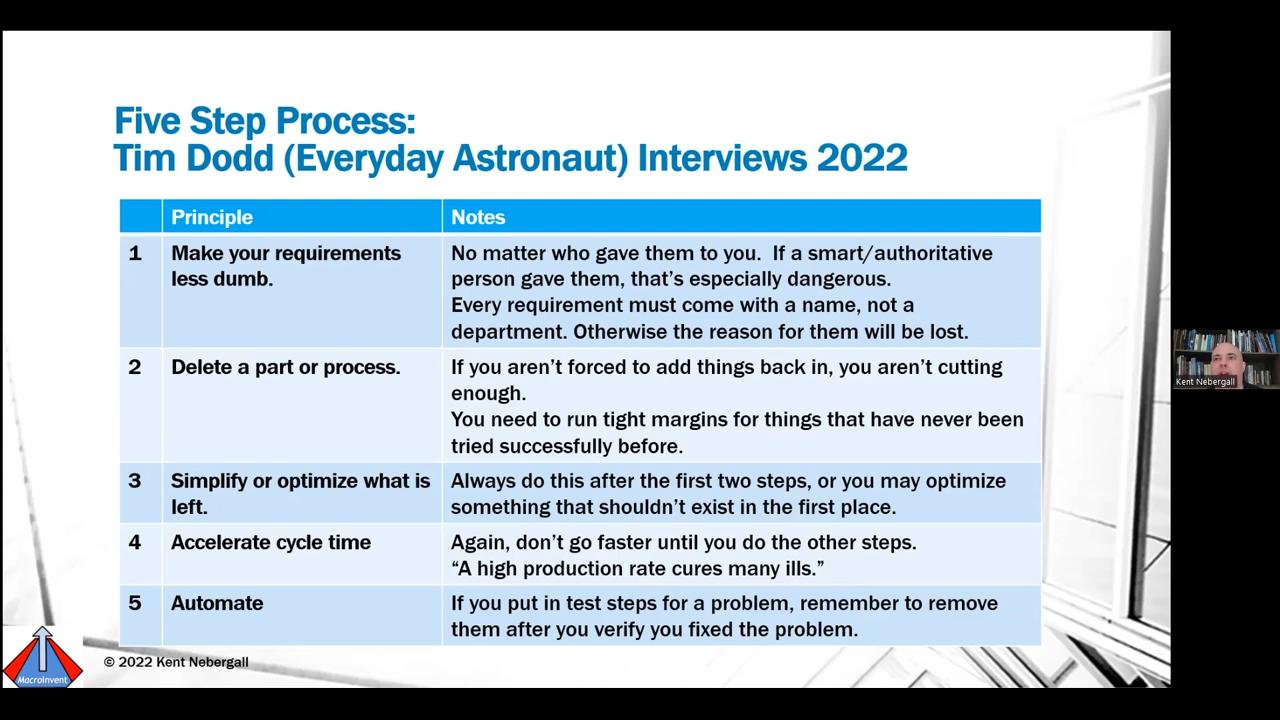 Five Step Process:
Tim Dodd (Everyday Astronaut) Interviews 2022
Principle
Notes
1
Make your requirements
less dumb.
No matter who gave them to you.  If a smart/authoritative
person gave them, that's especially dangerous.
Every requirement must come with a name, not a
department. Otherwise the reason for them will be lost.
2
Delete a part or process.
If you aren't forced to add things back in, you aren't cutting
enough.
You need to run tight margins for things that have never been
tried successfully before.
3
Simplify or optimize what is
left.
Always do this after the first two steps, or you may optimize
something that shouldn't exist in the first place.
4
Accelerate cycle time
Again, don't go faster until you do the other steps.
"A high production rate cures many ills."
5
Automate
If you put in test steps for a problem, remember to remove
them after you verify you fixed the problem.
© 2022 Kent Nebergall
MacroInvent
Kent Nebergall